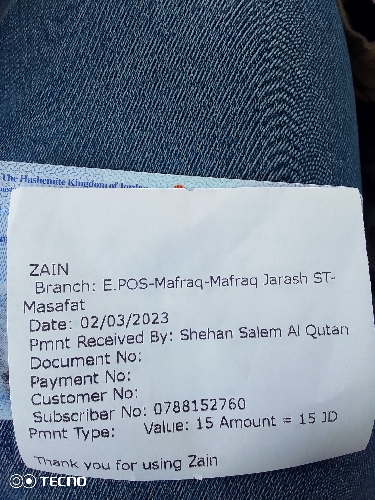 The Hashemite Kingdom of Jordan
ZAIN
Branch: E.POS-Mafraq-Mafraq Jarash ST-
Masafat
Date: 02/03/2023
Pmnt Received By: Shehan Salem Al Qutan
Document No:
Payment No:
Customer No:
Subscriber No: 0788152760
Pmnt Type: Value: 15 Amount = 15 JD
Thank you for using Zain
TECNO